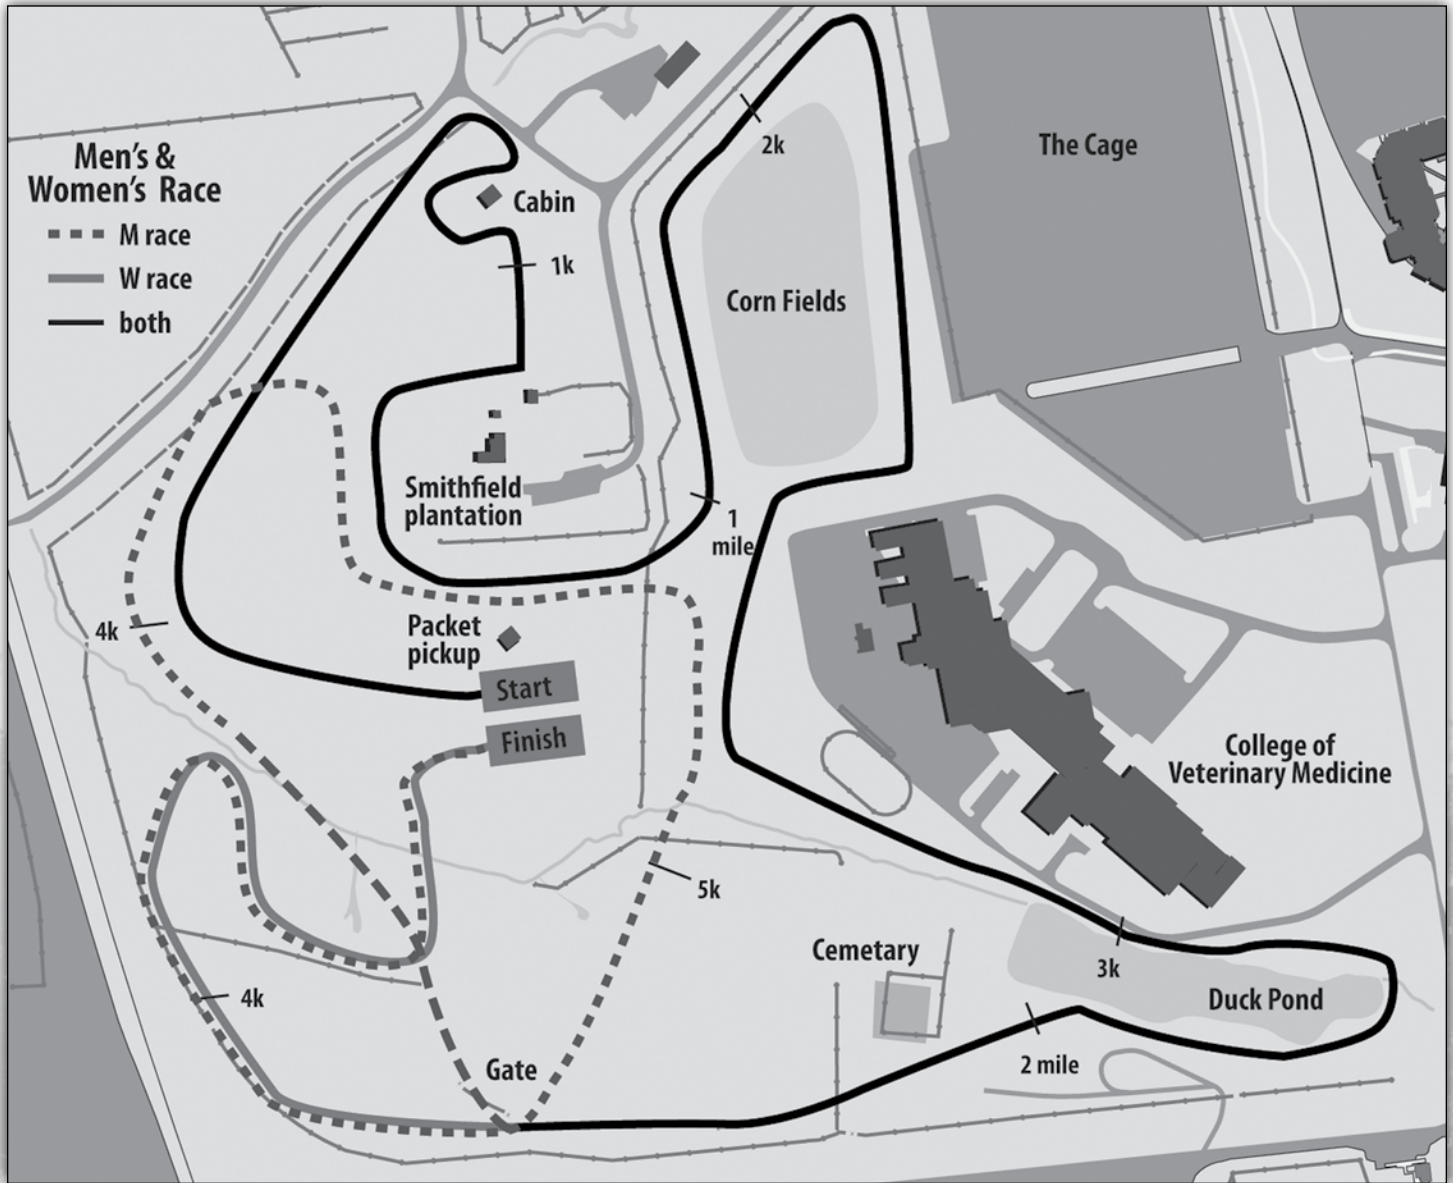 Men's &
Women's Race
M race
W race
both
Cabin
1k
2k
The Cage
Corn Fields
Smithfield
plantation
1
mile
4k
Packet
pickup
Start
Finish
College of
Veterinary Medicine
5k
Cemetary
3k
Duck Pond
4k
2 mile
Gate